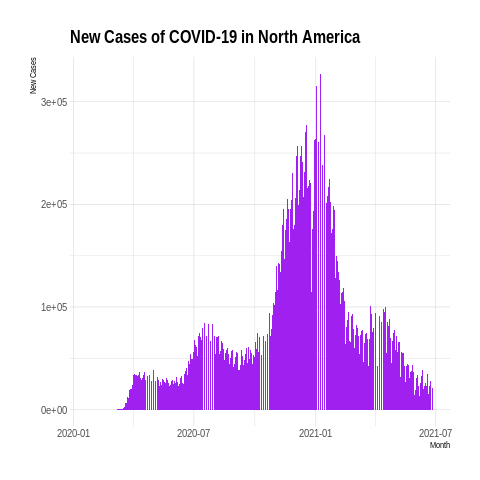 New Cases of COVID-19 in North America
New Cases
3e+05
2e+05
1e+05
0e+00
2020-01 2020-07 2021-01 2021-07
Month